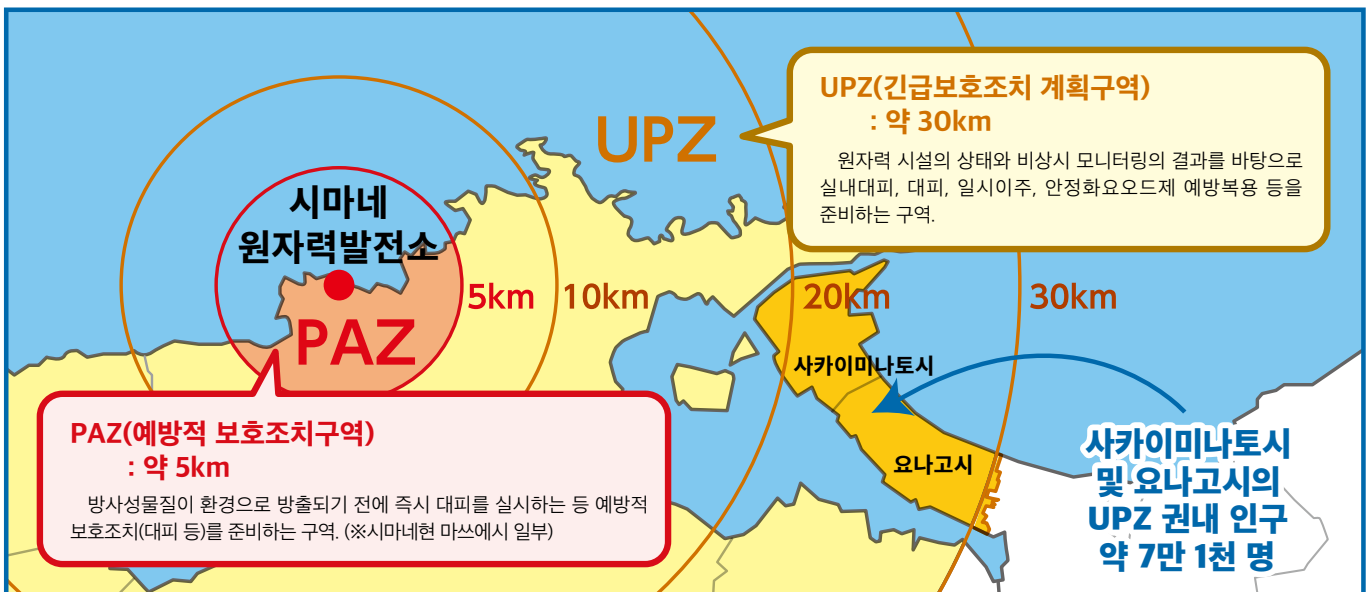 UPZ(긴급보호조치 계획구역)
: 약 30km
원자력 시설의 상태와 비상시 모니터링의 결과를 바탕으로
실내대피, 대피, 일시이주, 안정화요오드제 예방복용 등을
준비하는 구역.
UPZ
시마네
원자력발전소
5km
10km
20km
30km
PAZ
사카이미나토시
요나고시
PAZ(예방적 보호조치구역)
: 약 5km
방사성물질이 환경으로 방출되기 전에 즉시 대피를 실시하는 등 예방적
보호조치(대피 등)를 준비하는 구역. (※시마네현 마쓰에시 일부)
사카이미나토시
및 요나고시의
UPZ 권내 인구
약 7만 1천 명